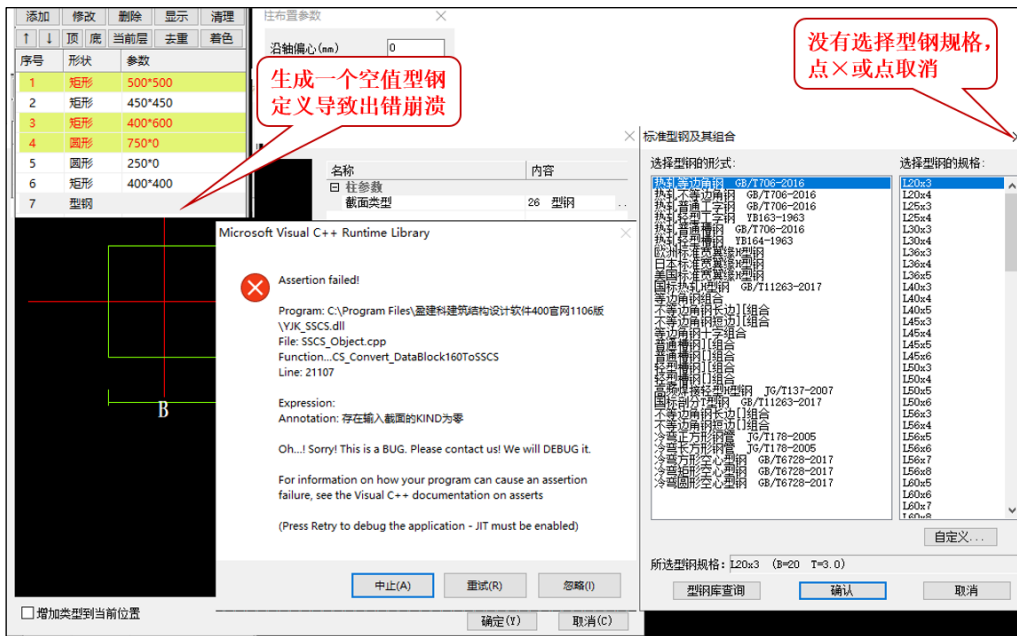 添加 修改 删除 显示 清理
↑ ↓ 顶 底 当前层 去重 着色
序号 形状 参数
1 矩形 500*500
2 矩形 450*450
3 矩形 400*600
4 圆形 750*0
5 圆形 250*0
6 矩形 400*400
7 型钢
柱布置参数
沿轴偏心(mm) 0
生成一个空值型钢
定义导致出错崩溃
没有选择型钢规格，
点×或点取消
名称 内容
柱参数
截面类型 26 型钢 ..
B
Microsoft Visual C++ Runtime Library
Assertion failed!
Program: C:\Program Files\盈建科建筑结构设计软件400官网1106版
\YJK_SSCS.dll
File: SSCS_Object.cpp
Function...CS_Convert_DataBlock160ToSSCS
Line: 21107
Expression:
Annotation: 存在输入截面的KIND为零
Oh...! Sorry! This is a BUG. Please contact us! We will DEBUG it.
For information on how your program can cause an assertion
failure, see the Visual C++ documentation on asserts
(Press Retry to debug the application - JIT must be enabled)
中止(A) 重试(R) 忽略(I)
增加类型到当前位置
确定(Y) 取消(C)
标准型钢及其组合
选择型钢的形式:
热轧等边角钢 GB/T706-2016
热轧不等边角钢 GB/T706-2016
热轧普通工字钢 GB/T706-2016
热轧轻型工字钢 YB163-1963
热轧普通槽钢 GB/T706-2016
热轧轻型槽钢 YB164-1963
欧洲标准宽翼缘H型钢
日本标准宽翼缘H型钢
美国标准宽翼缘H型钢
国标热轧H型钢 GB/T11263-2017
等边角钢组合
不等边角钢长边][组合
不等边角钢短边][组合
等边角钢十字组合
普通槽钢][组合
普通槽钢[]组合
轻型槽钢][组合
轻型槽钢[]组合
高频焊接轻型H型钢 JG/T137-2007
国标剖分T型钢 GB/T11263-2017
不等边角钢长边[]组合
不等边角钢短边[]组合
冷弯正方形钢管 JG/T178-2005
冷弯长方形钢管 JG/T178-2005
冷弯方形空心型钢 GB/T6728-2017
冷弯矩形空心型钢 GB/T6728-2017
冷弯圆形空心型钢 GB/T6728-2017
选择型钢的规格:
L20x3
L20x4
L25x3
L25x4
L30x3
L30x4
L36x3
L36x4
L36x5
L40x3
L40x4
L40x5
L45x3
L45x4
L45x5
L45x6
L50x3
L50x4
L50x5
L50x6
L56x3
L56x4
L56x5
L56x6
L56x7
L56x8
L60x5
L60x6
L60x7
L60x8
自定义...
所选型钢规格: L20x3 (B=20 T=3.0)
型钢库查询 确认 取消